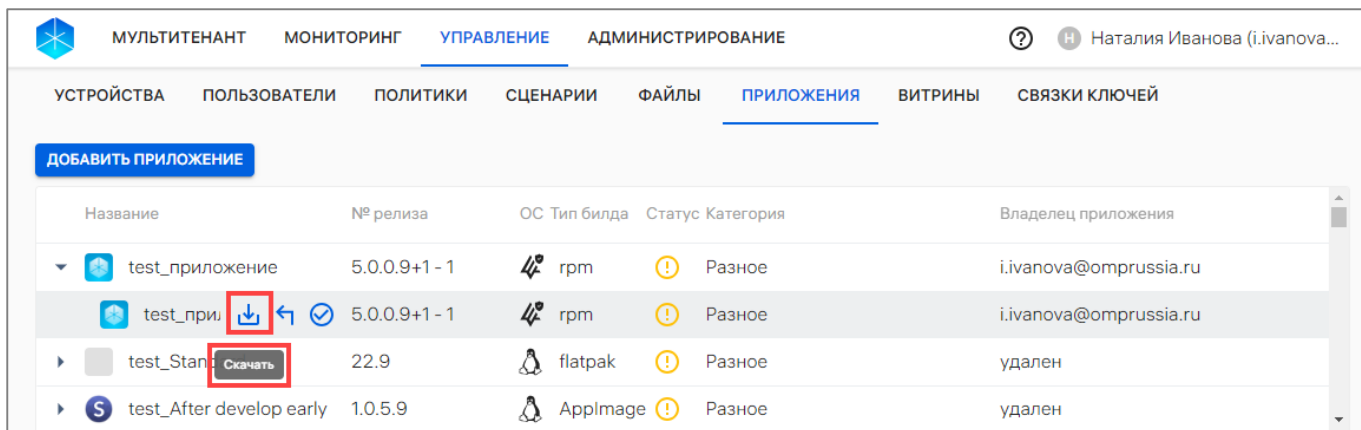 МУЛЬТИТЕНАНТ МОНИТОРИНГ УПРАВЛЕНИЕ АДМИНИСТРИРОВАНИЕ ? Н Наталия Иванова (i.ivanova...
УСТРОЙСТВА ПОЛЬЗОВАТЕЛИ ПОЛИТИКИ СЦЕНАРИИ ФАЙЛЫ ПРИЛОЖЕНИЯ ВИТРИНЫ СВЯЗКИ КЛЮЧЕЙ
ДОБАВИТЬ ПРИЛОЖЕНИЕ
Название № релиза ОС Тип билда Статус Категория Владелец приложения
test_приложение 5.0.0.9+1 - 1 rpm Разное i.ivanova@omprussia.ru
test_при 5.0.0.9+1 - 1 rpm Разное i.ivanova@omprussia.ru
test_Stan Скачать 22.9 flatpak Разное удален
S test_After develop early 1.0.5.9 AppImage Разное удален